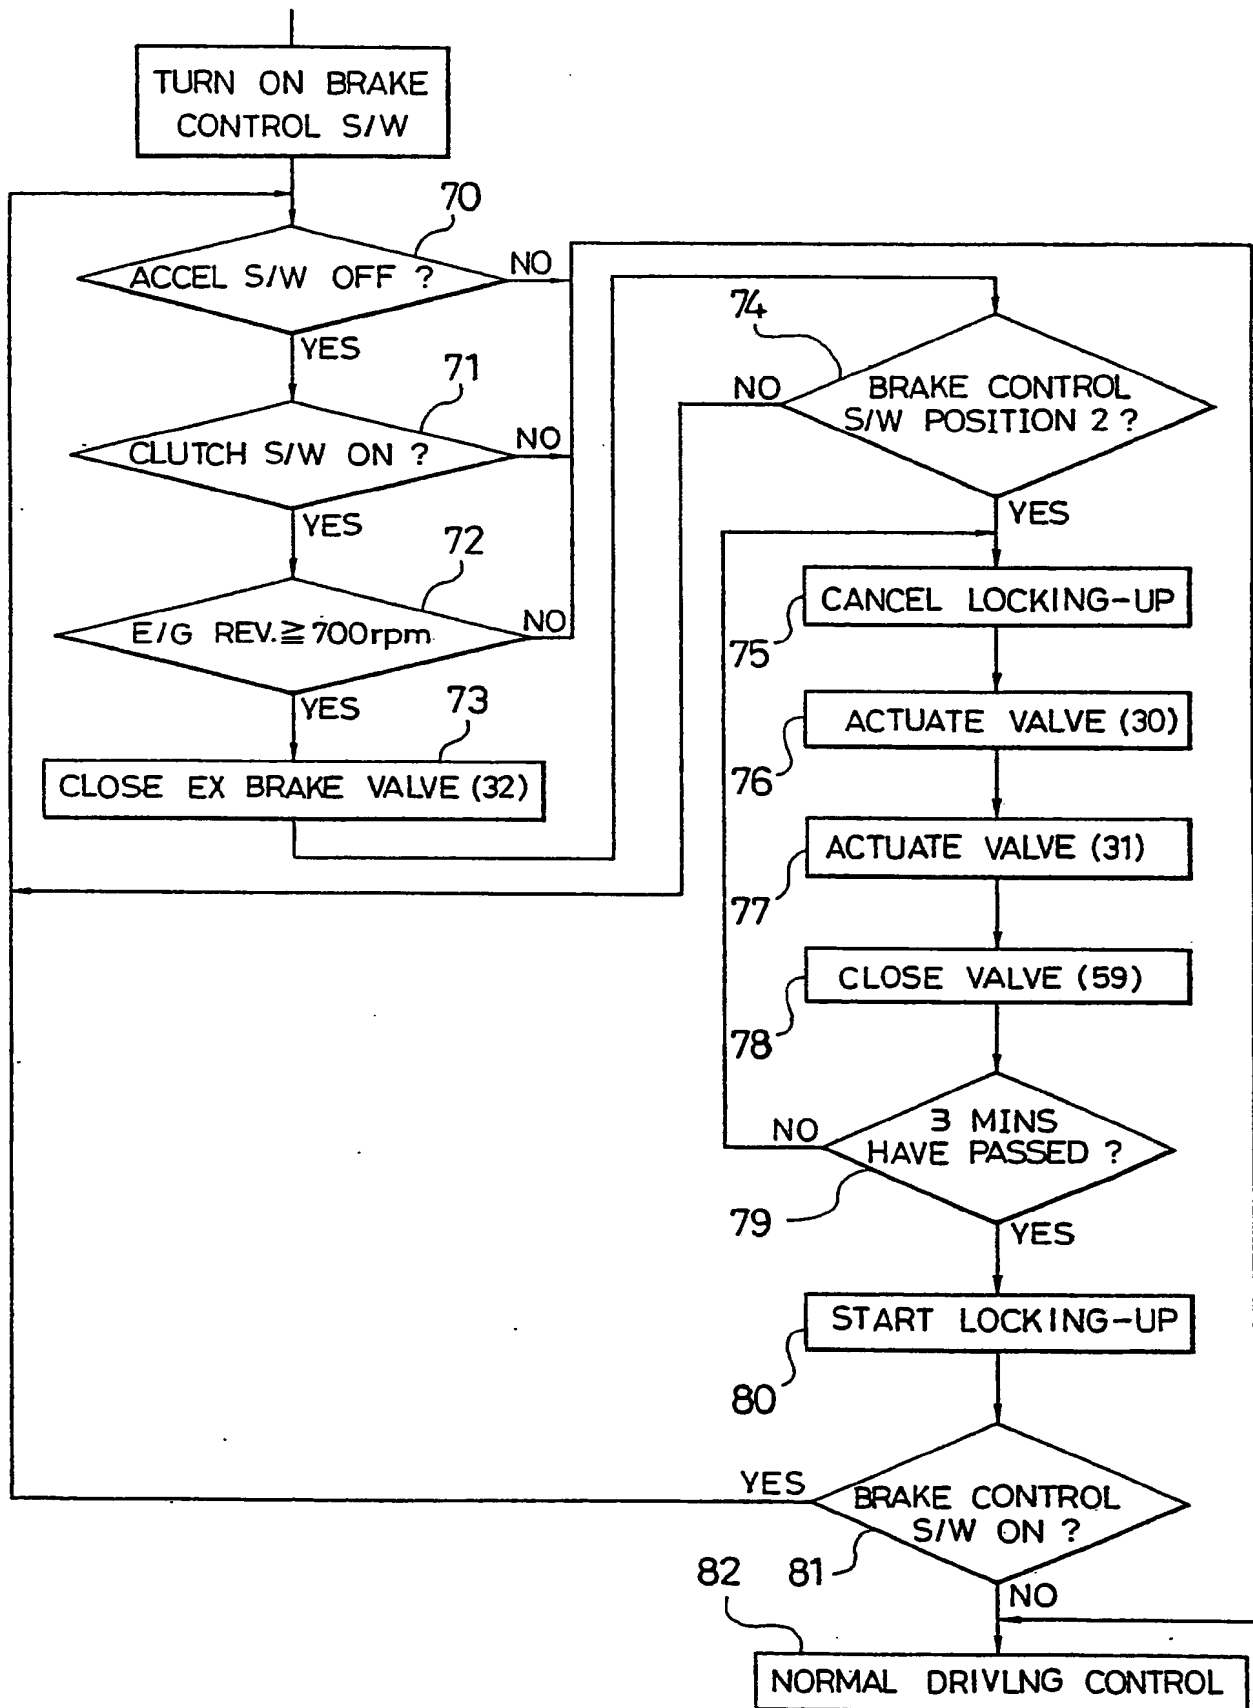 TURN ON BRAKE
CONTROL S/W
70
ACCEL S/W OFF ?
NO
YES
71
CLUTCH S/W ON ?
NO
YES
72
E/G REV.≧700rpm
NO
YES
73
CLOSE EX BRAKE VALVE (32)
74
BRAKE CONTROL
S/W POSITION 2 ?
NO
YES
CANCEL LOCKING-UP
75
ACTUATE VALVE (30)
76
ACTUATE VALVE (31)
77
CLOSE VALVE (59)
78
3 MINS
HAVE PASSED ?
NO
79
YES
START LOCKING-UP
80
YES
BRAKE CONTROL
S/W ON ?
81
NO
82
NORMAL DRIVLNG CONTROL